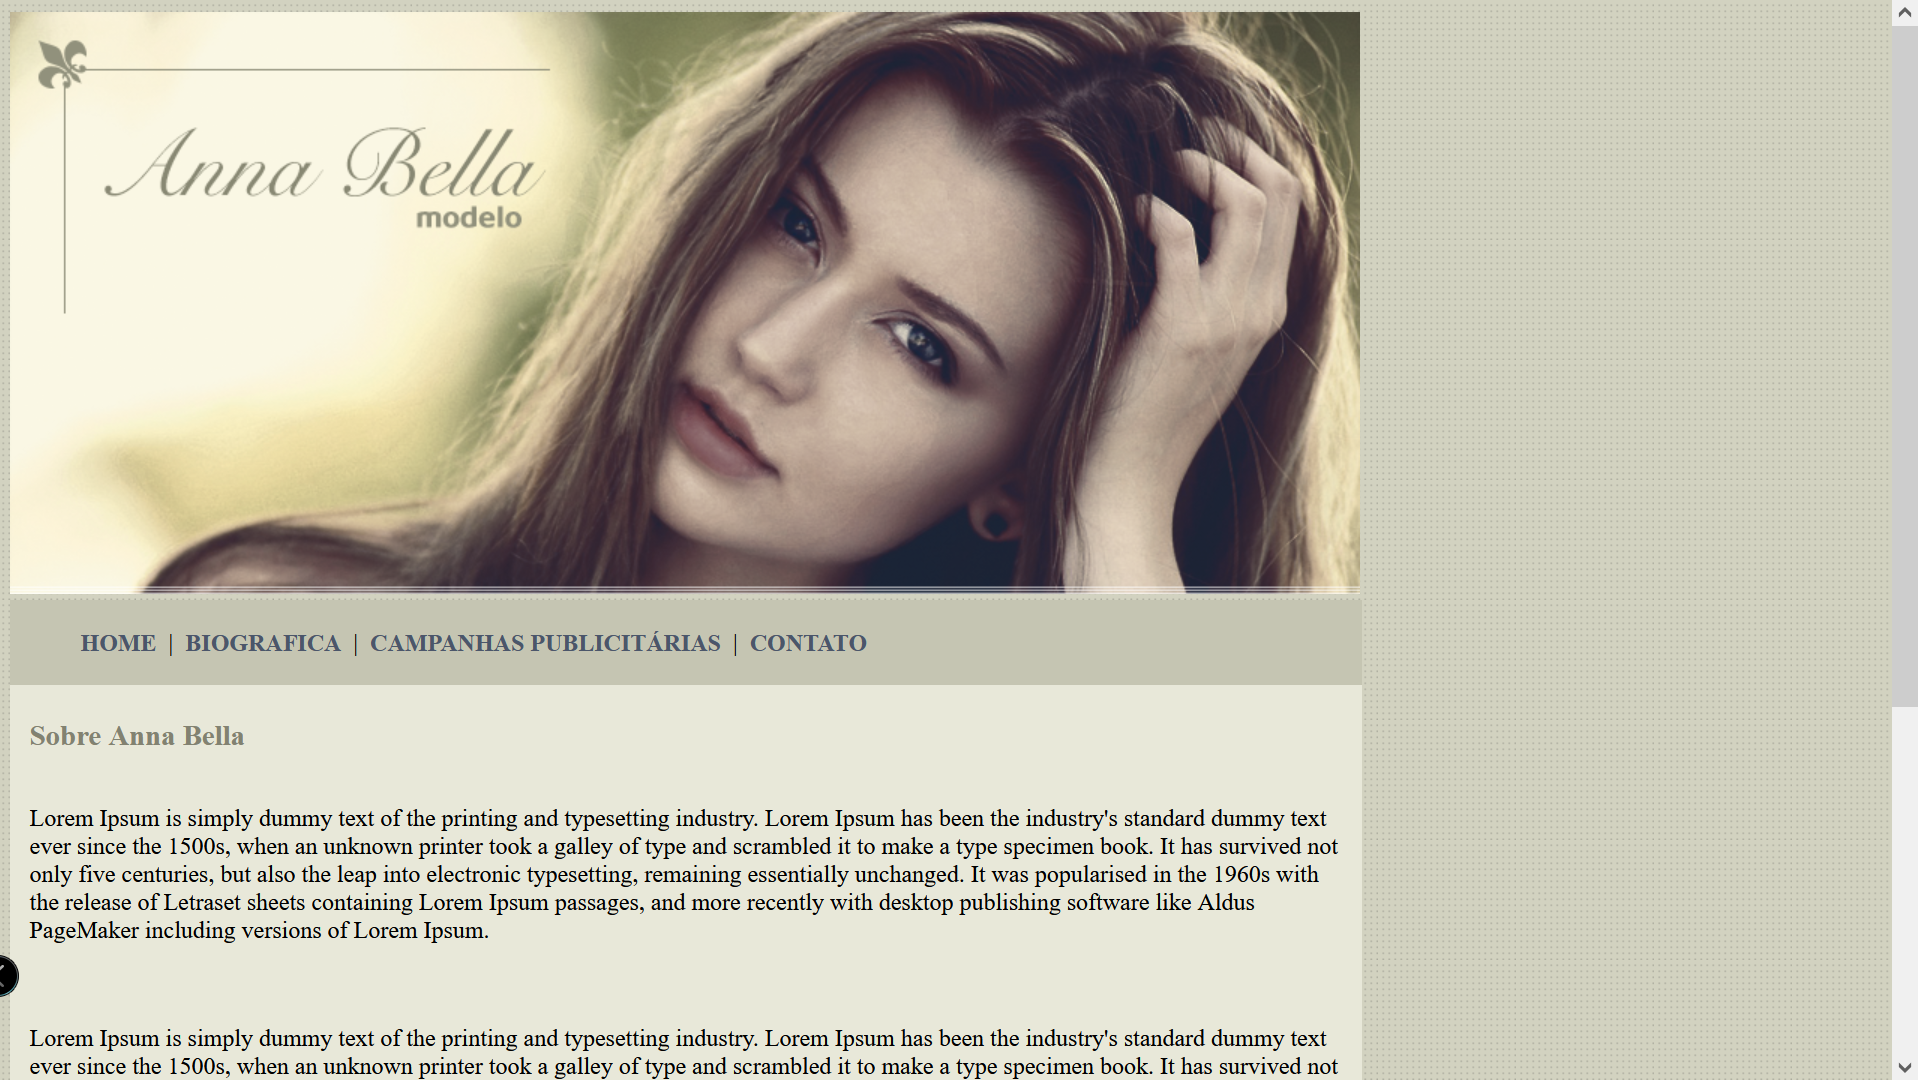 Anna Bella
modelo
HOME | BIOGRAFICA | CAMPANHAS PUBLICITÁRIAS | CONTATO
Sobre Anna Bella
Lorem Ipsum is simply dummy text of the printing and typesetting industry. Lorem Ipsum has been the industry's standard dummy text
ever since the 1500s, when an unknown printer took a galley of type and scrambled it to make a type specimen book. It has survived not
only five centuries, but also the leap into electronic typesetting, remaining essentially unchanged. It was popularised in the 1960s with
the release of Letraset sheets containing Lorem Ipsum passages, and more recently with desktop publishing software like Aldus
PageMaker including versions of Lorem Ipsum.
Lorem Ipsum is simply dummy text of the printing and typesetting industry. Lorem Ipsum has been the industry's standard dummy text
ever since the 1500s, when an unknown printer took a galley of type and scrambled it to make a type specimen book. It has survived not